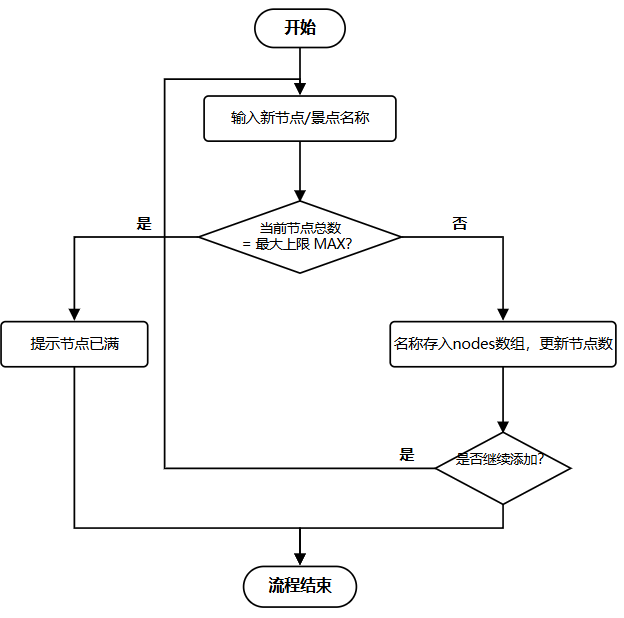 开始
输入新节点/景点名称
当前节点总数
= 最大上限 MAX?
是
否
提示节点已满
名称存入nodes数组，更新节点数
是否继续添加?
是
流程结束